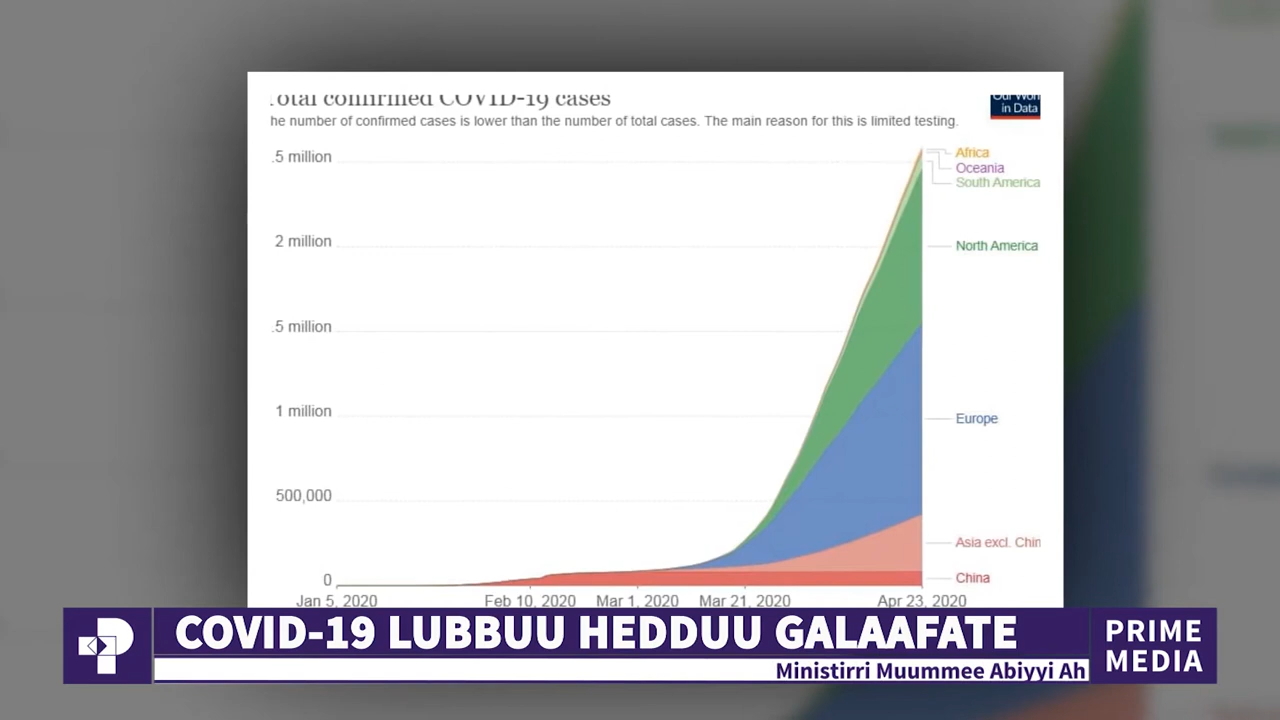 Total confirmed COVID-19 cases
he number of confirmed cases is lower than the number of total cases. The main reason for this is limited testing.
Our Worl
in Data
.5 million
2 million
.5 million
1 million
500,000
0
Africa
Oceania
South America
North America
Europe
Asia excl. Chin
China
Jan 5, 2020
Feb 10, 2020
Mar 1, 2020
Mar 21, 2020
Apr 23, 2020
COVID-19 LUBBUU HEDDUU GALAAFATE
Ministirri Muummee Abiyyi Ah
PRIME
MEDIA